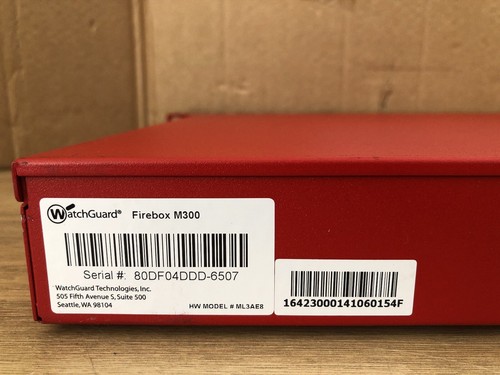 WatchGuard® Firebox M300
Serial #: 80DF04DDD-6507
WatchGuard Technologies, Inc.
505 Fifth Avenue S, Suite 500
Seattle, WA 98104
HW MODEL # ML3AE8
16423000141060154F